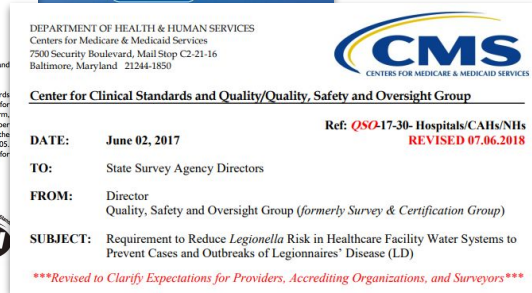 DEPARTMENT OF HEALTH & HUMAN SERVICES
Centers for Medicare & Medicaid Services
7500 Security Boulevard, Mail Stop C2-21-16
Baltimore, Maryland 21244-1850
CMS
CENTERS FOR MEDICARE & MEDICAID SERVICES
Center for Clinical Standards and Quality/Quality, Safety and Oversight Group
Ref: QSO-17-30- Hospitals/CAHs/NHs
REVISED 07.06.2018
DATE: June 02, 2017
TO: State Survey Agency Directors
FROM: Director
Quality, Safety and Oversight Group (formerly Survey & Certification Group)
SUBJECT: Requirement to Reduce Legionella Risk in Healthcare Facility Water Systems to
Prevent Cases and Outbreaks of Legionnaires’ Disease (LD)
***Revised to Clarify Expectations for Providers, Accrediting Organizations, and Surveyors***